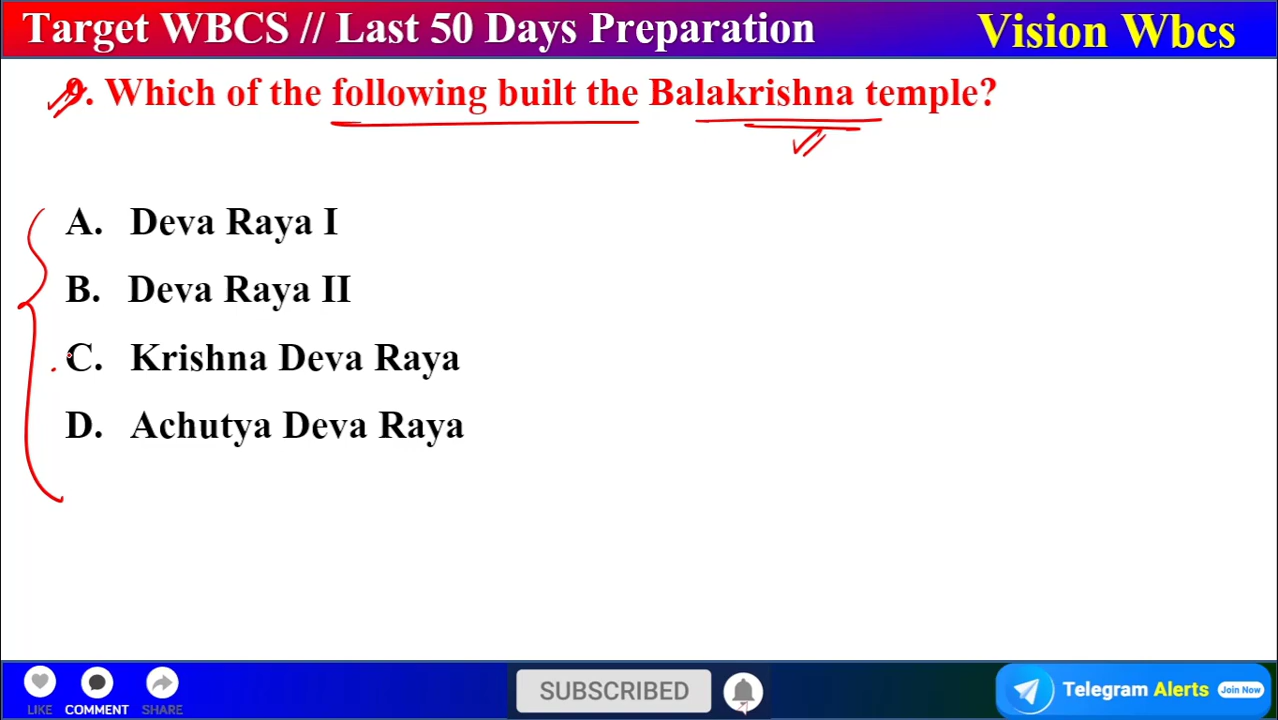 Target WBCS // Last 50 Days Preparation
Vision Wbcs
9. Which of the following built the Balakrishna temple?
A. Deva Raya I
B. Deva Raya II
C. Krishna Deva Raya
D. Achutya Deva Raya
LIKE COMMENT SHARE
SUBSCRIBED
Telegram Alerts Join Now